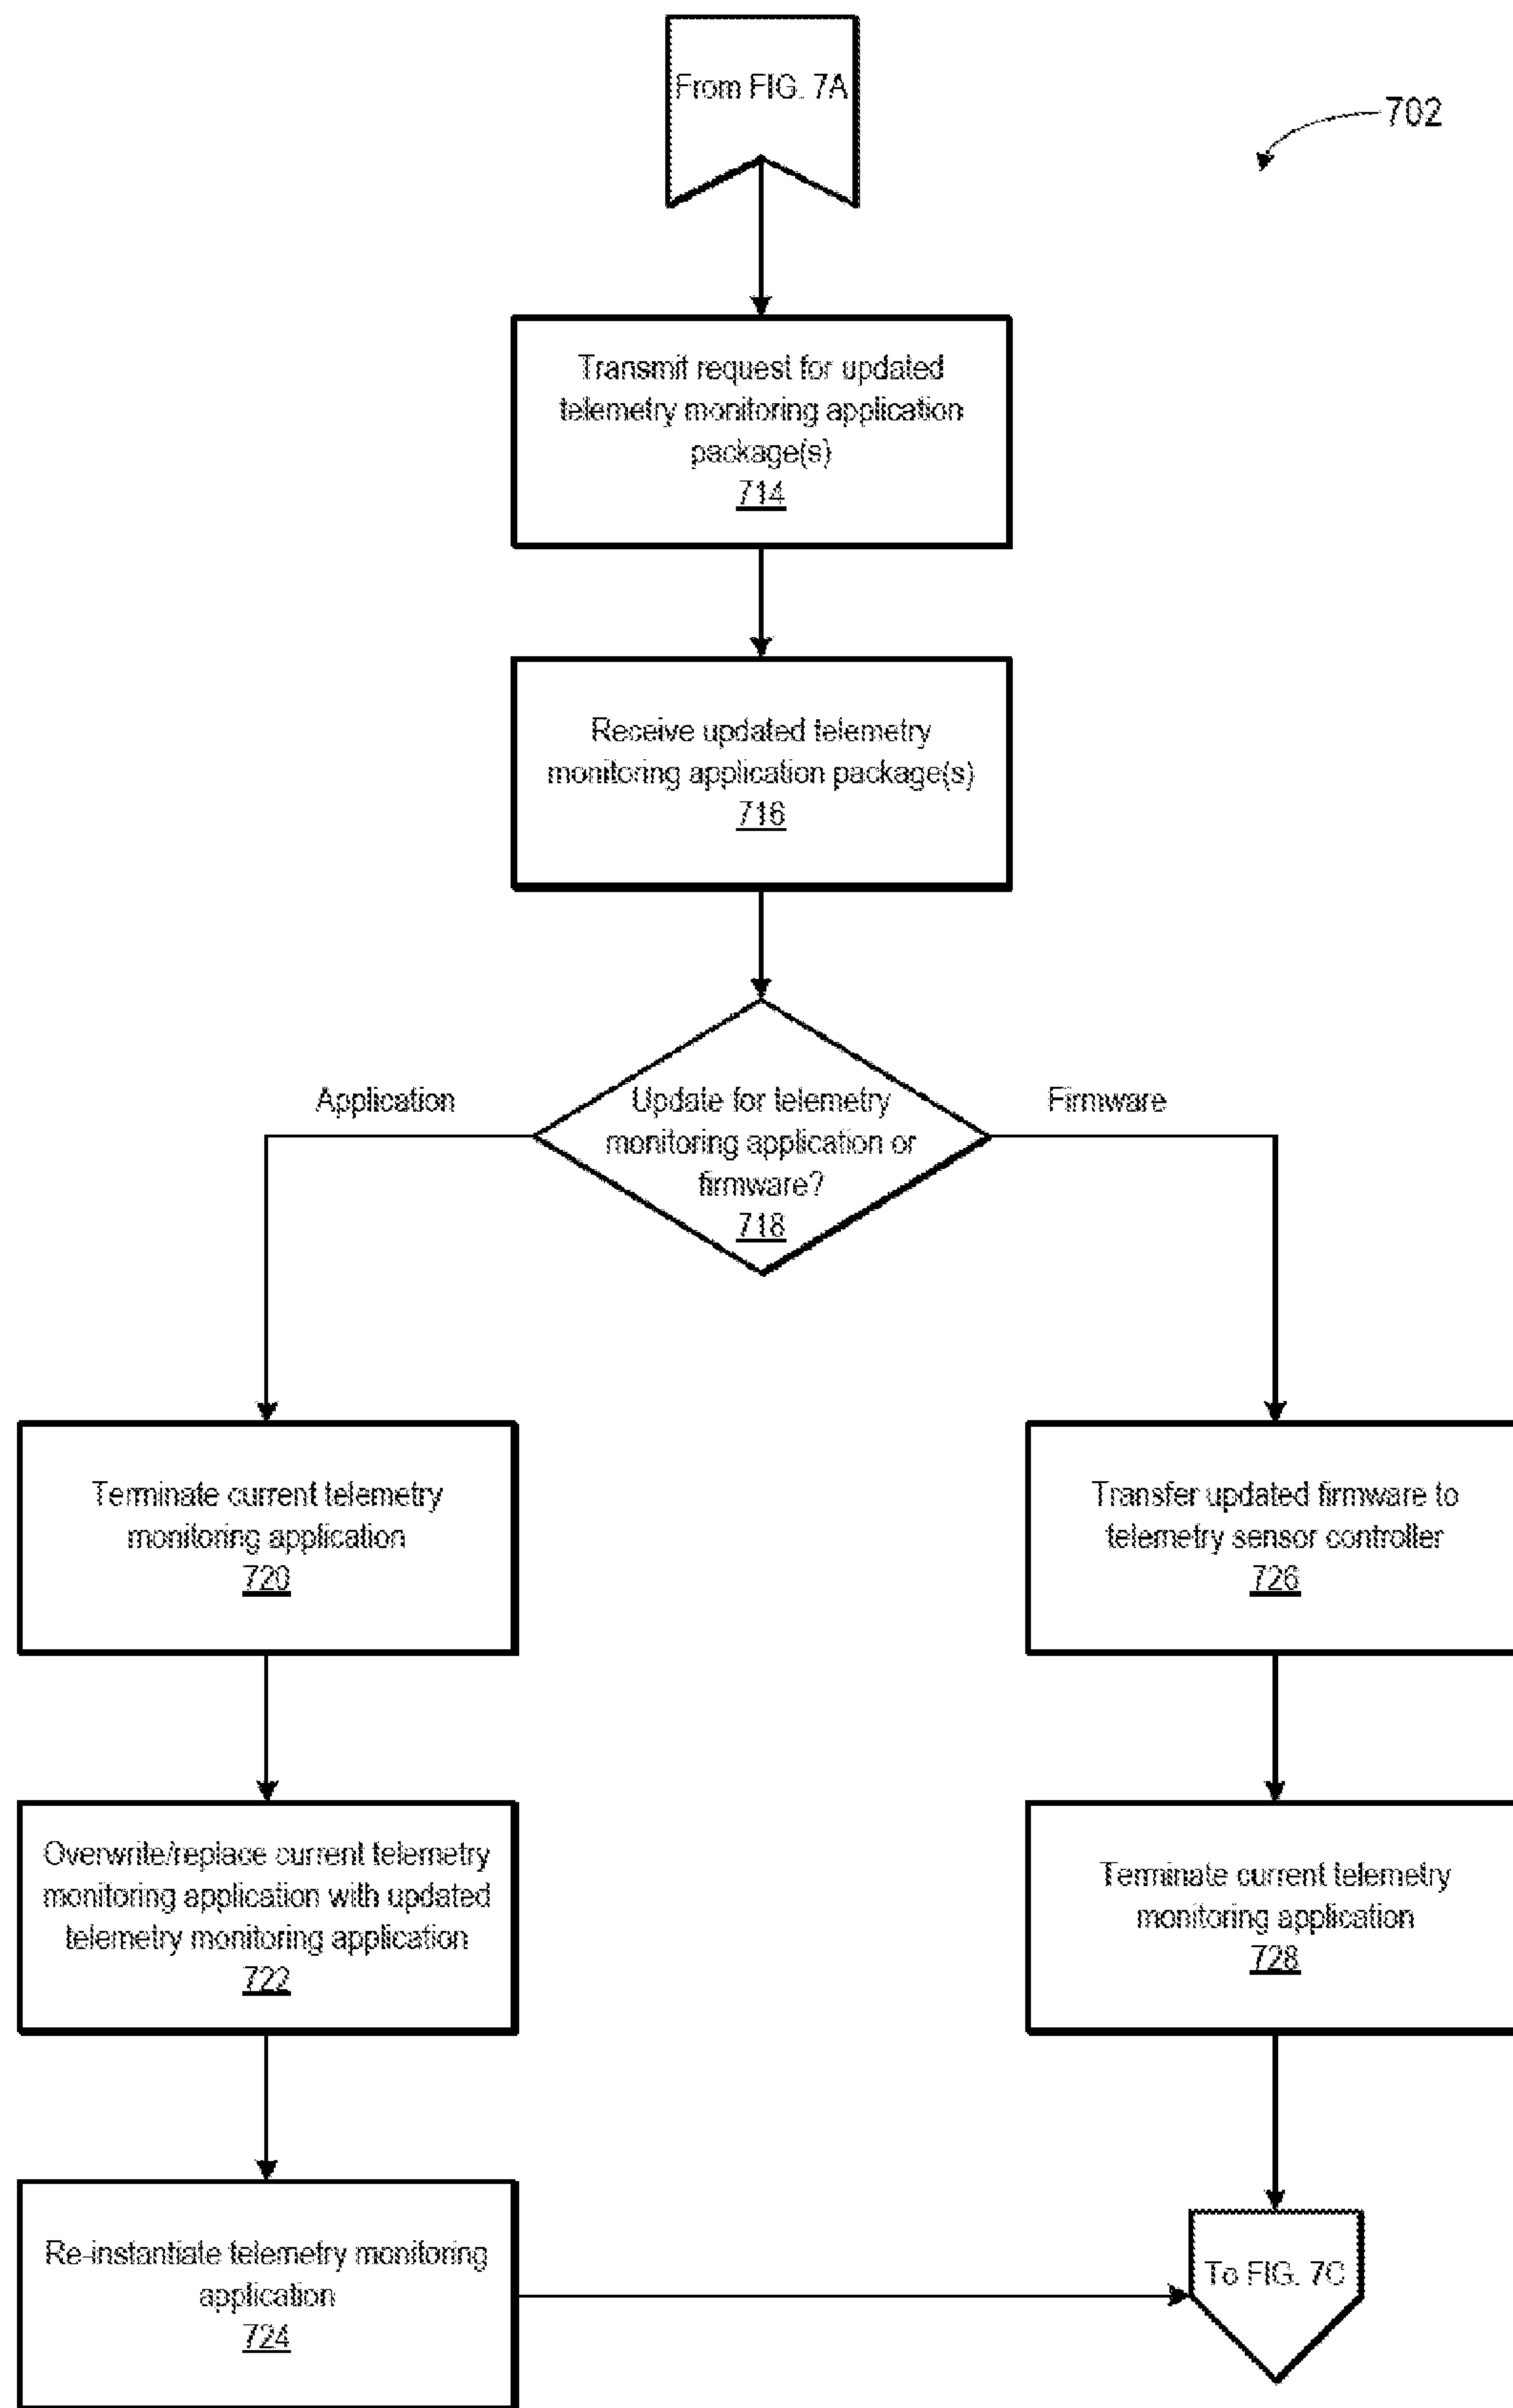 From FIG. 7A
702
Transmit request for updated
telemetry monitoring application
package(s)
714
Receive updated telemetry
monitoring application package(s)
716
Application
Update for telemetry
monitoring application or
firmware?
718
Firmware
Terminate current telemetry
monitoring application
720
Transfer updated firmware to
telemetry sensor controller
726
Overwrite/replace current telemetry
monitoring application with updated
telemetry monitoring application
722
Terminate current telemetry
monitoring application
728
Re-instantiate telemetry monitoring
application
724
To FIG. 7C